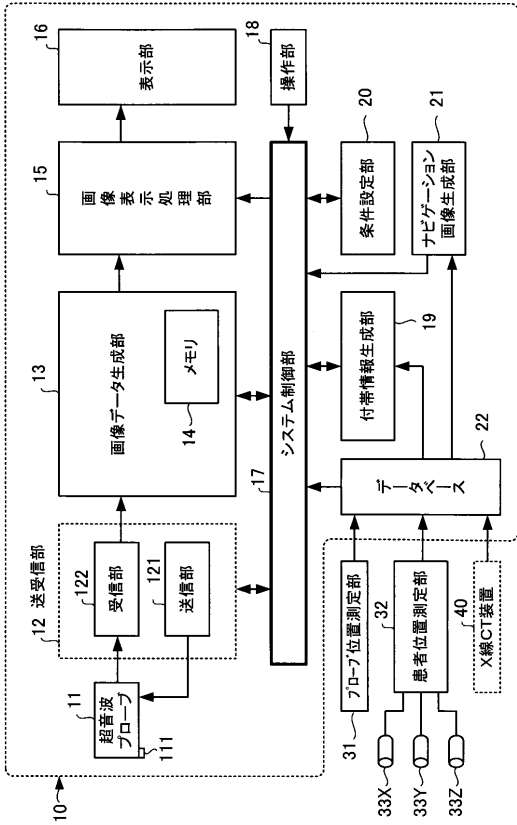 10
11
超音波
プローブ
111
12 送受信部
122
受信部
121
送信部
13
画像データ生成部
14
メモリ
15
画像
表示
処理部
16
表示部
17
システム制御部
18
操作部
31
プローブ位置測定部
32
患者位置測定部
33X
33Y
33Z
40
X線CT装置
22
データベース
19
付帯情報生成部
20
条件設定部
21
ナビゲーション
画像生成部